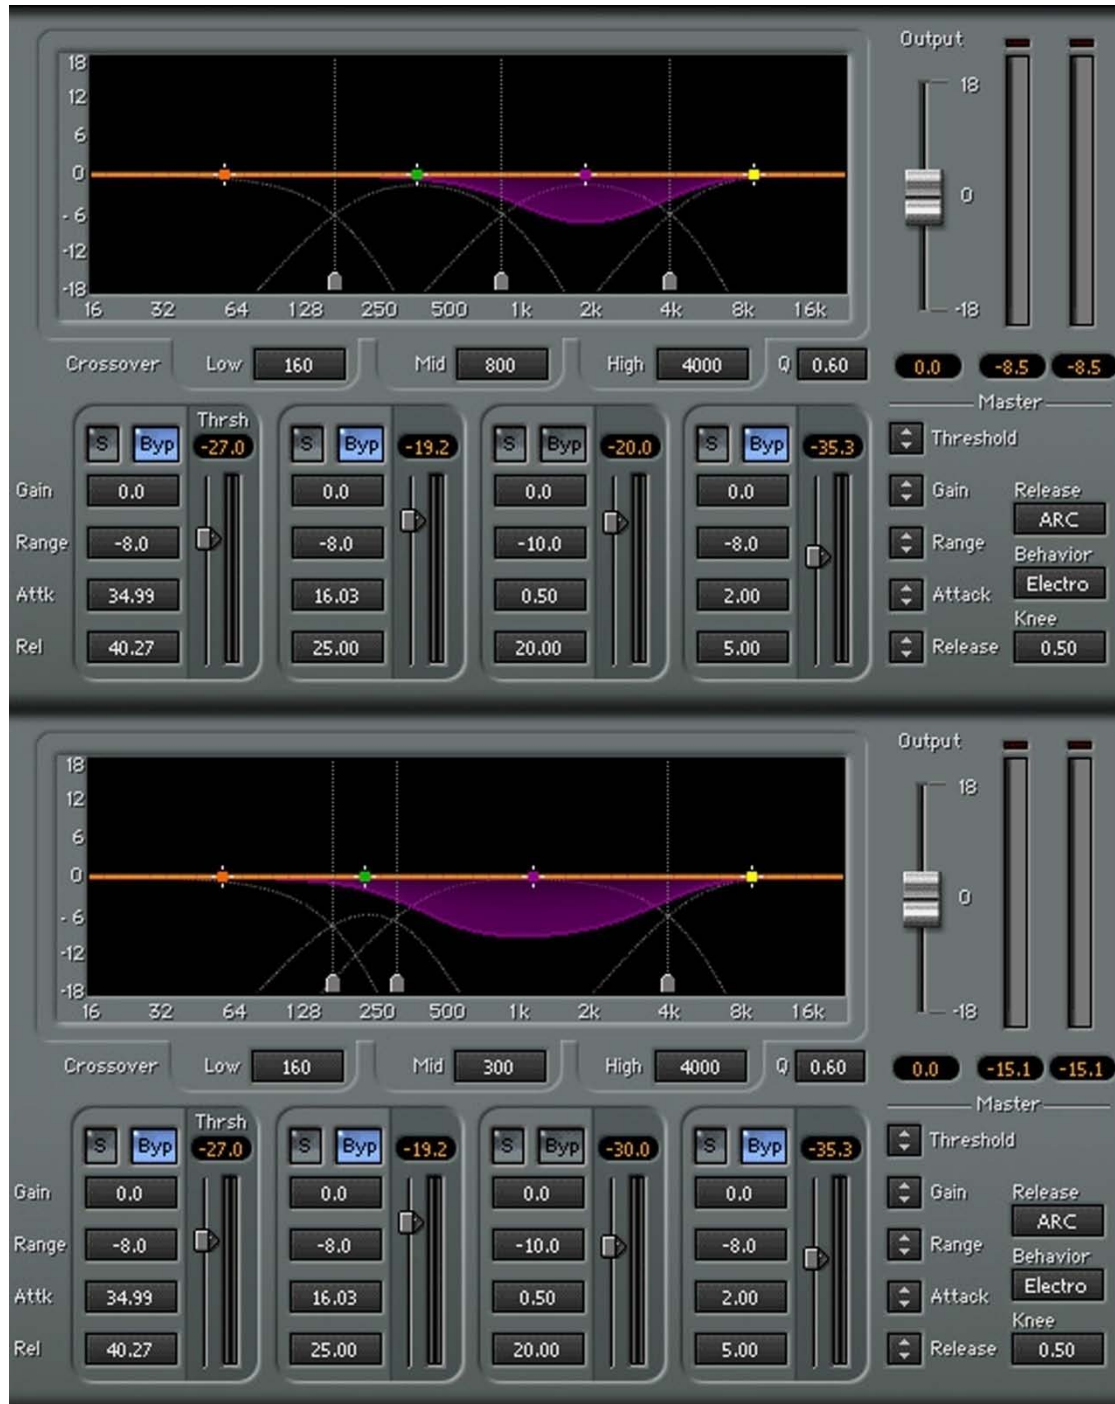 Output
18
12
6
0
- 6
-12
-18
16 32 64 128 250 500 1k 2k 4k 8k 16k
18
0
-18
Crossover Low 160 Mid 800 High 4000 Q 0.60
0.0 -8.5 -8.5
Master
Thrsh
S Byp -27.0 S Byp -19.2 S Byp -20.0 S Byp -35.3
Threshold
Gain 0.0 0.0 0.0 0.0
Gain Release
ARC
Range -8.0 -8.0 -10.0 -8.0
Range Behavior
Electro
Attk 34.99 16.03 0.50 2.00
Attack Knee
Rel 40.27 25.00 20.00 5.00
Release 0.50
Output
18
12
6
0
- 6
-12
-18
16 32 64 128 250 500 1k 2k 4k 8k 16k
18
0
-18
Crossover Low 160 Mid 300 High 4000 Q 0.60
0.0 -15.1 -15.1
Master
Thrsh
S Byp -27.0 S Byp -19.2 S Byp -30.0 S Byp -35.3
Threshold
Gain 0.0 0.0 0.0 0.0
Gain Release
ARC
Range -8.0 -8.0 -10.0 -8.0
Range Behavior
Electro
Attk 34.99 16.03 0.50 2.00
Attack Knee
Rel 40.27 25.00 20.00 5.00
Release 0.50